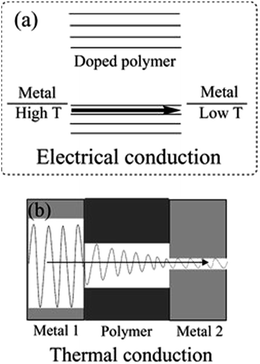 (a)
Doped polymer
Metal Metal
High T Low T
Electrical conduction
(b)
Metal 1 Polymer Metal 2
Thermal conduction